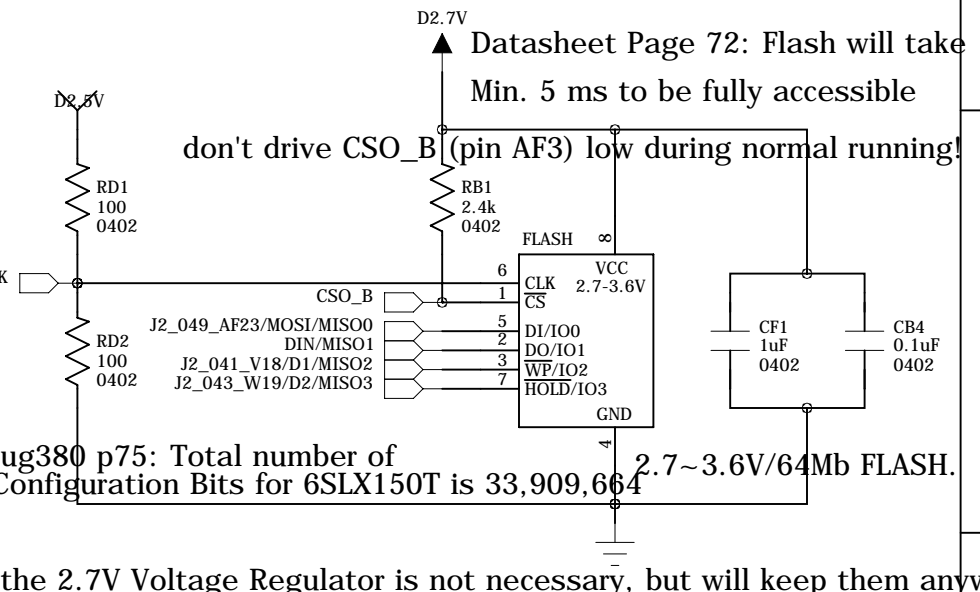 D2.7V
Datasheet Page 72: Flash will take
Min. 5 ms to be fully accessible
D2.5V
don't drive CSO_B (pin AF3) low during normal running!
RD1
100
0402
RB1
2.4k
0402
FLASH
8
K
6
CLK
VCC
2.7-3.6V
CSO_B
1
CS
J2_049_AF23/MOSI/MISO0
5
DI/IO0
DIN/MISO1
2
DO/IO1
J2_041_V18/D1/MISO2
3
WP/IO2
J2_043_W19/D2/MISO3
7
HOLD/IO3
GND
4
RD2
100
0402
CF1
1uF
0402
CB4
0.1uF
0402
ug380 p75: Total number of
Configuration Bits for 6SLX150T is 33,909,664
2.7~3.6V/64Mb FLASH.
the 2.7V Voltage Regulator is not necessary, but will keep them anyw